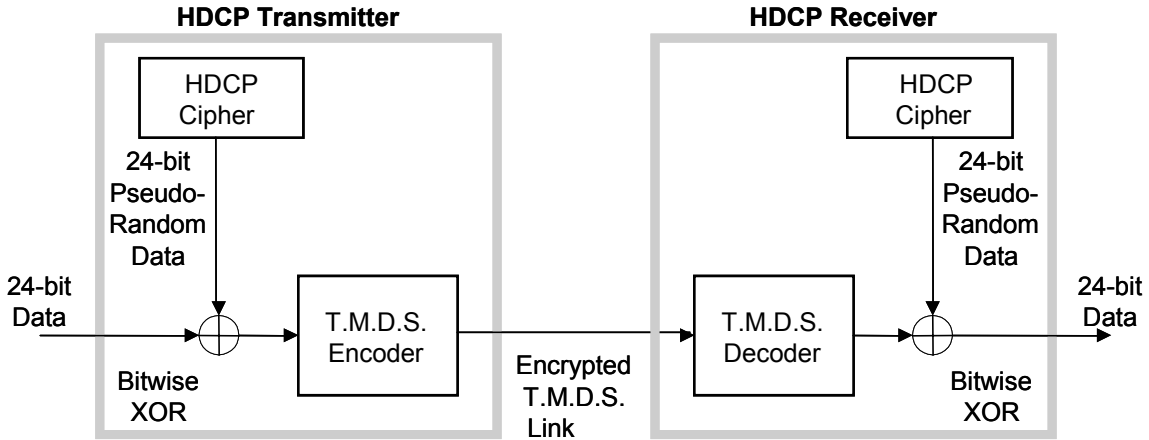 HDCP Transmitter
HDCP
Cipher
24-bit
Pseudo-
Random
Data
24-bit
Data
Bitwise
XOR
T.M.D.S.
Encoder
Encrypted
T.M.D.S.
Link
HDCP Receiver
HDCP
Cipher
24-bit
Pseudo-
Random
Data
T.M.D.S.
Decoder
Bitwise
XOR
24-bit
Data